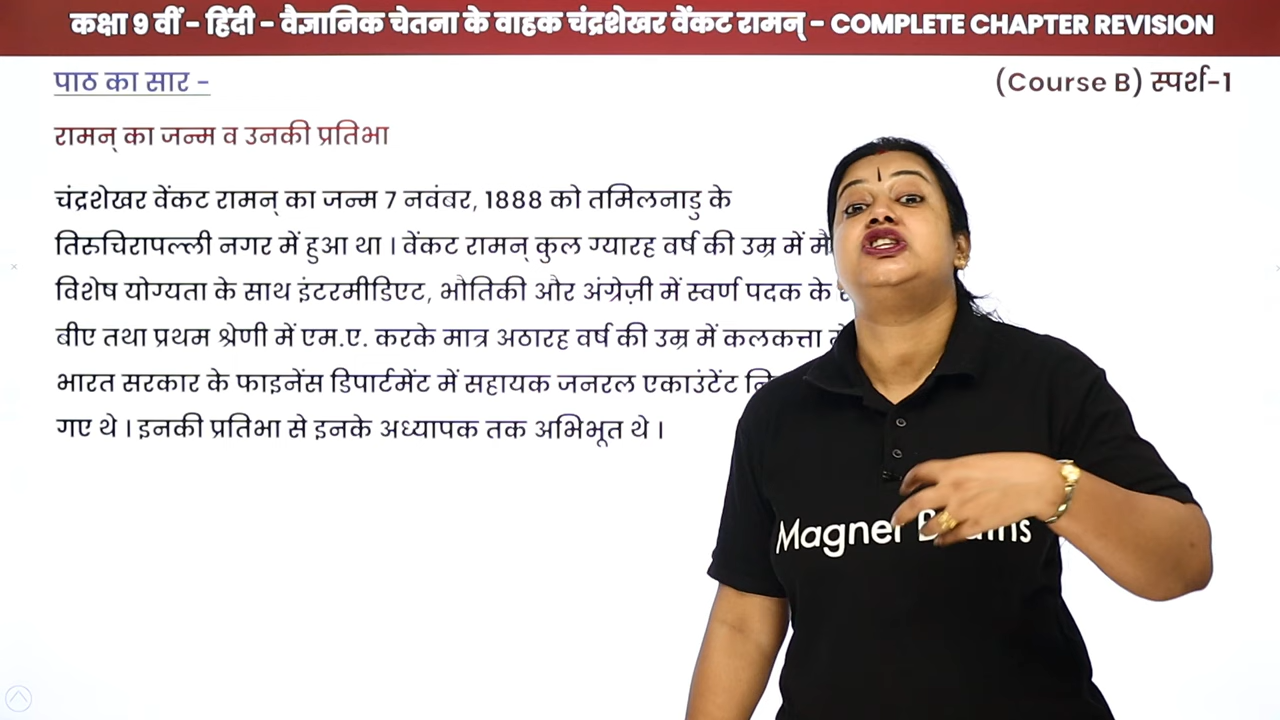 कक्षा 9 वीं - हिंदी - वैज्ञानिक चेतना के वाहक चंद्रशेखर वेंकट रामन् - COMPLETE CHAPTER REVISION
पाठ का सार -
(Course B) स्पर्श-1
रामन् का जन्म व उनकी प्रतिभा
चंद्रशेखर वेंकट रामन् का जन्म 7 नवंबर, 1888 को तमिलनाडु के
तिरुचिरापल्ली नगर में हुआ था । वेंकट रामन् कुल ग्यारह वर्ष की उम्र में
विशेष योग्यता के साथ इंटरमीडिएट, भौतिकी और अंग्रेज़ी में स्वर्ण पदक के
बीए तथा प्रथम श्रेणी में एम.ए. करके मात्र अठारह वर्ष की उम्र में कलकत्ता
भारत सरकार के फाइनेंस डिपार्टमेंट में सहायक जनरल एकाउंटेंट
गए थे । इनकी प्रतिभा से इनके अध्यापक तक अभिभूत थे ।